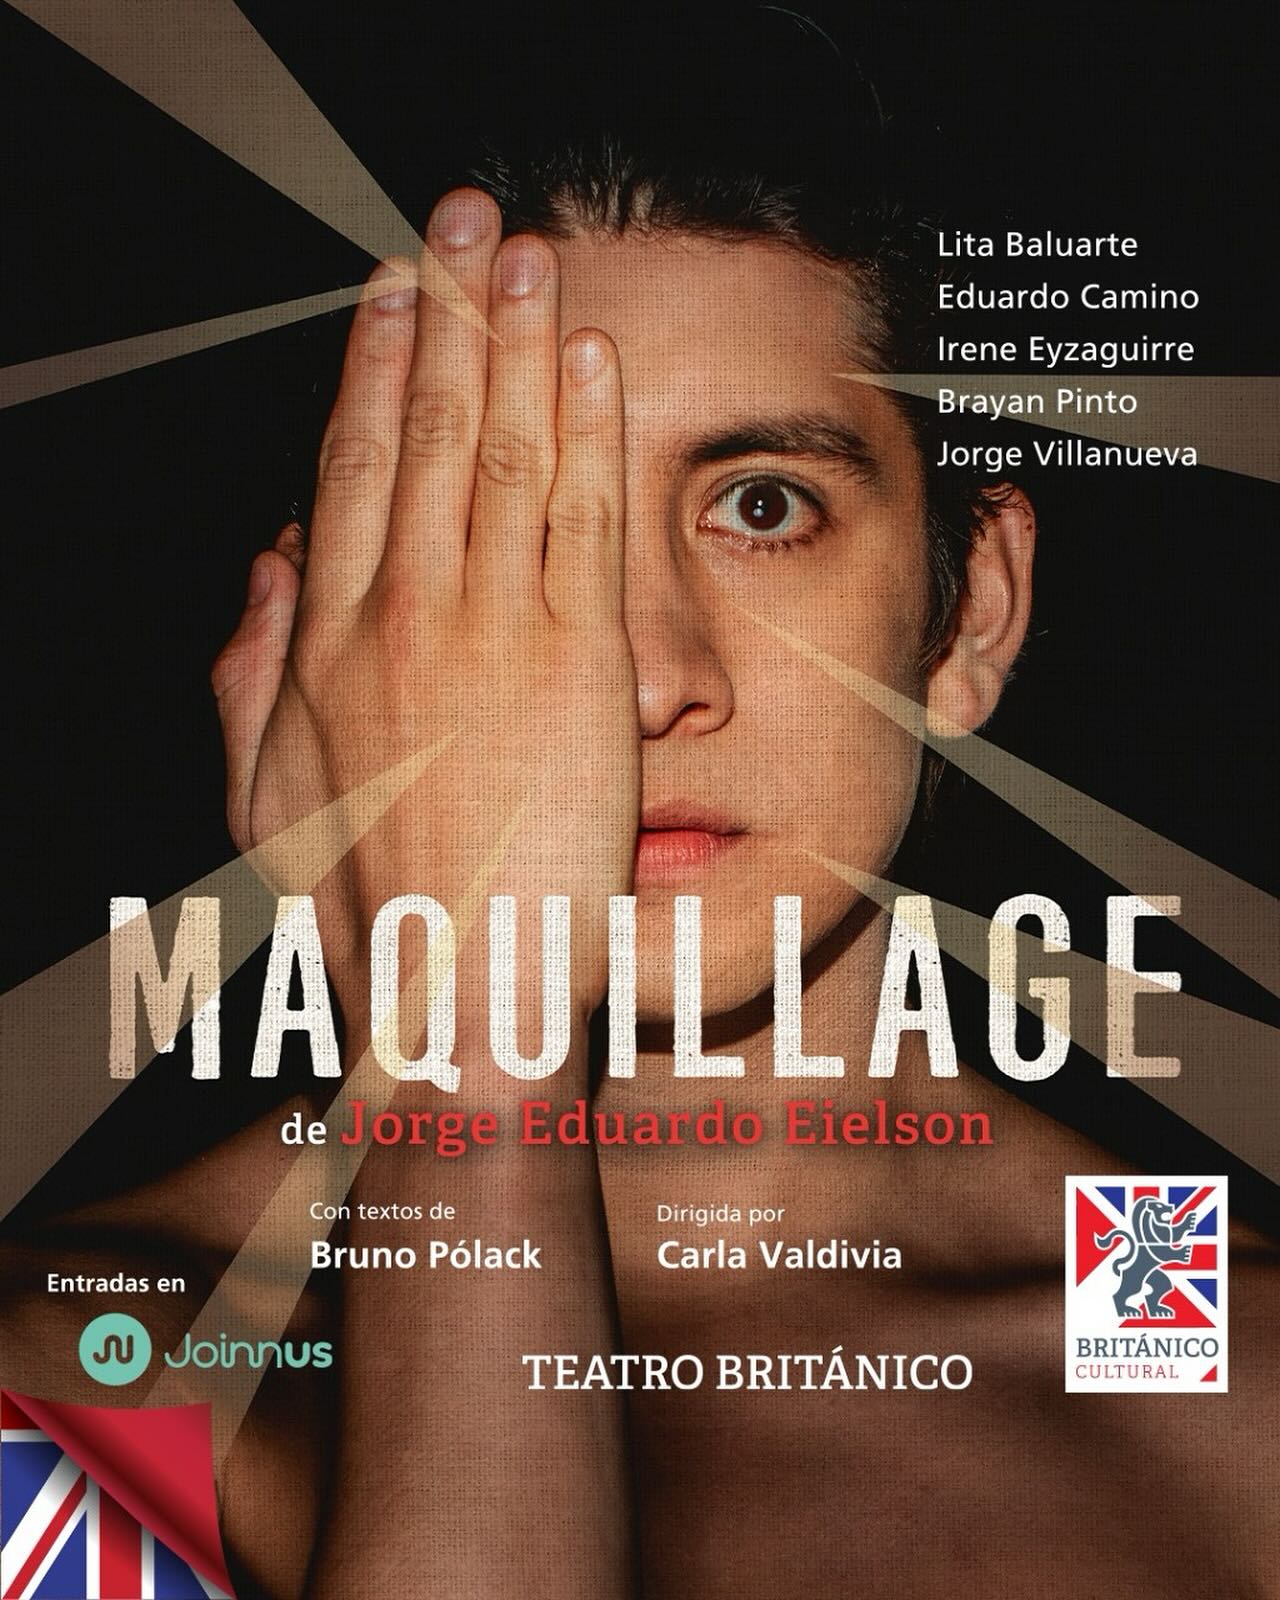 Lita Baluarte
Eduardo Camino
Irene Eyzaguirre
Brayan Pinto
Jorge Villanueva
MAQUILLAGE
de Jorge Eduardo Eielson
Con textos de
Bruno Pólack
Dirigida por
Carla Valdivia
Entradas en
Joinnus
TEATRO BRITÁNICO
BRITÁNICO
CULTURAL